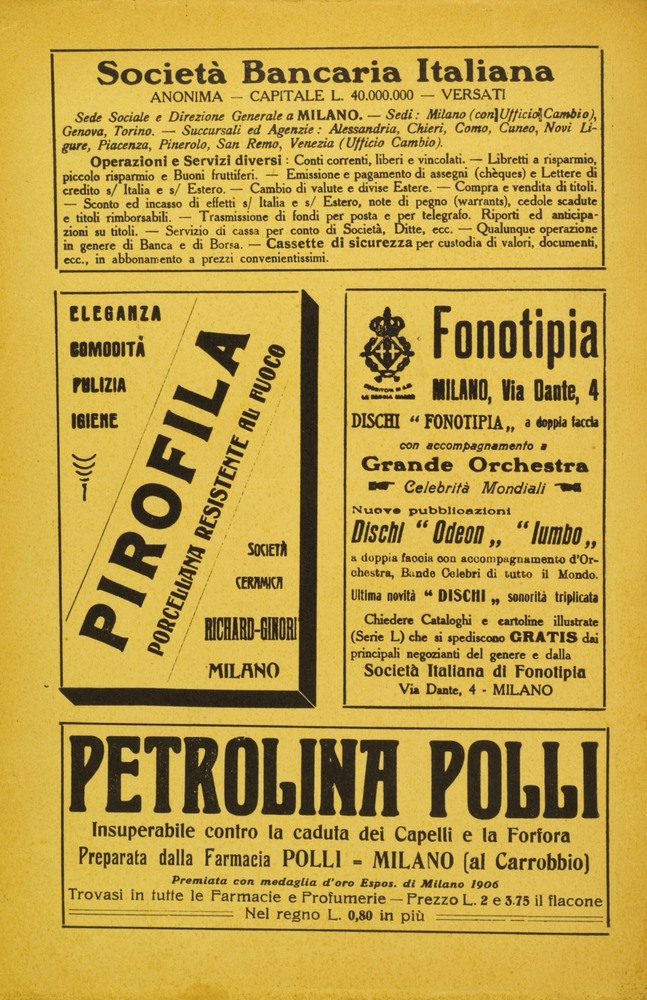 Società Bancaria Italiana
ANONIMA — CAPITALE L. 40.000.000 — VERSATI
Sede Sociale e Direzione Generale a MILANO. — Sedi: Milano (con Ufficio Cambio),
Genova, Torino. — Succursali ed Agenzie: Alessandria, Chieri, Como, Cuneo, Novi Li-
gure, Piacenza, Pinerolo, San Remo, Venezia (Ufficio Cambio).
Operazioni e Servizi diversi: Conti correnti, liberi e vincolati. — Libretti a risparmio,
piccolo risparmio e Buoni fruttiferi. — Emissione e pagamento di assegni (chèques) e Lettere di
credito s/ Italia e s/ Estero. — Cambio di valute e divise Estere. — Compra e vendita di titoli.
— Sconto ed incasso di effetti s/ Italia e s/ Estero, note di pegno (warrants), cedole scadute
e titoli rimborsabili. — Trasmissione di fondi per posta e per telegrafo. Riporti ed anticipa-
zioni su titoli. — Servizio di cassa per conto di Società, Ditte, ecc. — Qualunque operazione
in genere di Banca e di Borsa. — Cassette di sicurezza per custodia di valori, documenti,
ecc., in abbonamento a prezzi convenientissimi.
ELEGANZA
COMODITÀ
PULIZIA
IGIENE
PIROFILA
PORCELLANA RESISTENTE AL FUOCO
SOCIETÀ
CERAMICA
RICHARD-GINORI
MILANO
Fonotipia
MILANO, Via Dante, 4
DISCHI “ FONOTIPIA „ a doppia faccia
con accompagnamento a
Grande Orchestra
Celebrità Mondiali
Nuove pubblicazioni
Dischi “ Odeon „ “ Iumbo „
a doppia faccia con accompagnamento d'Or-
chestra, Bande Celebri di tutto il Mondo.
Ultima novità “ DISCHI „ sonorità triplicata
Chiedere Cataloghi e cartoline illustrate
(Serie L) che si spediscono GRATIS dai
principali negozianti del genere e dalla
Società Italiana di Fonotipia
Via Dante, 4 - MILANO
PETROLINA POLLI
Insuperabile contro la caduta dei Capelli e la Forfora
Preparata dalla Farmacia POLLI = MILANO (al Carrobbio)
Premiata con medaglia d'oro Espos. di Milano 1906
Trovasi in tutte le Farmacie e Profumerie — Prezzo L. 2 e 3.75 il flacone
Nel regno L. 0,80 in più